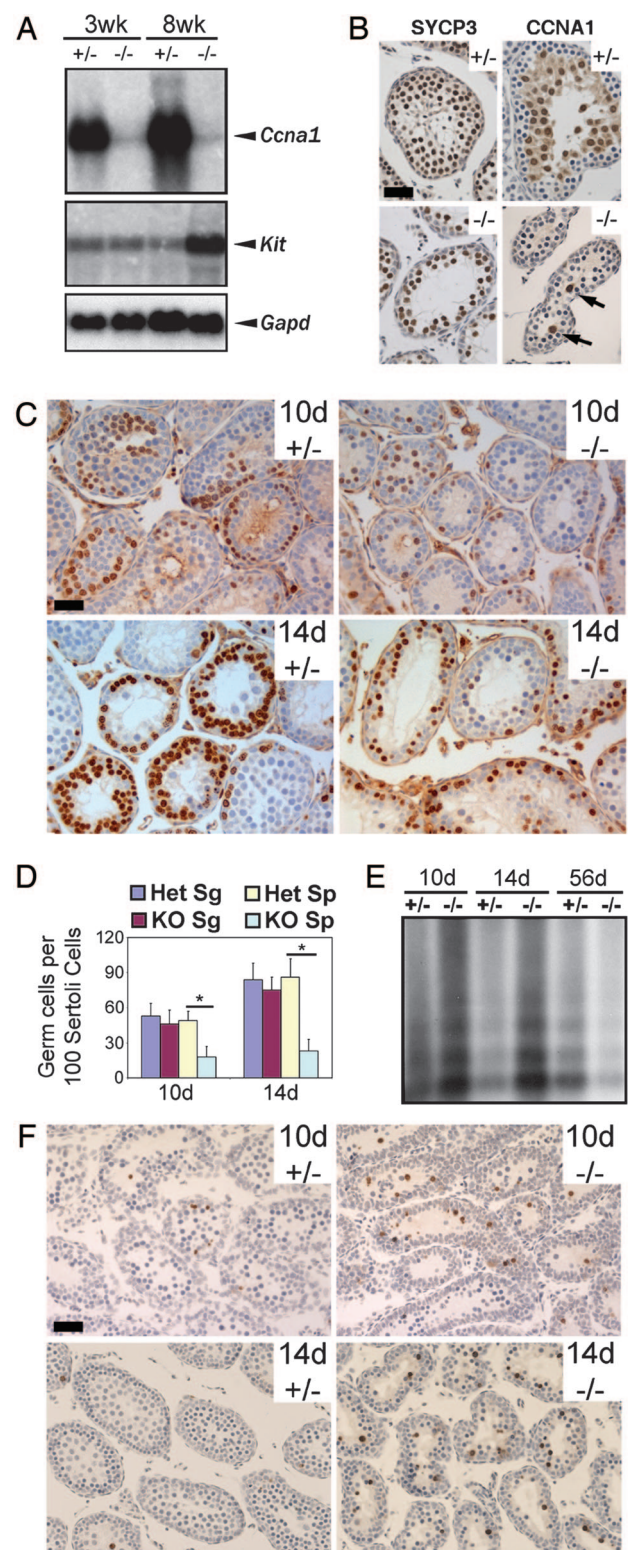 A
3wk 8wk
+/- -/- +/- -/-
Ccna1
Kit
Gapd
B
SYCP3 CCNA1
+/- +/-
-/- -/-
C
10d +/-
10d -/-
14d +/-
14d -/-
D
Het Sg Het Sp
KO Sg KO Sp
Germ cells per 100 Sertoli Cells
120
90
60
30
0
* *
10d 14d
E
10d 14d 56d
+/- -/- +/- -/- +/- -/-
F
10d +/-
10d -/-
14d +/-
14d -/-